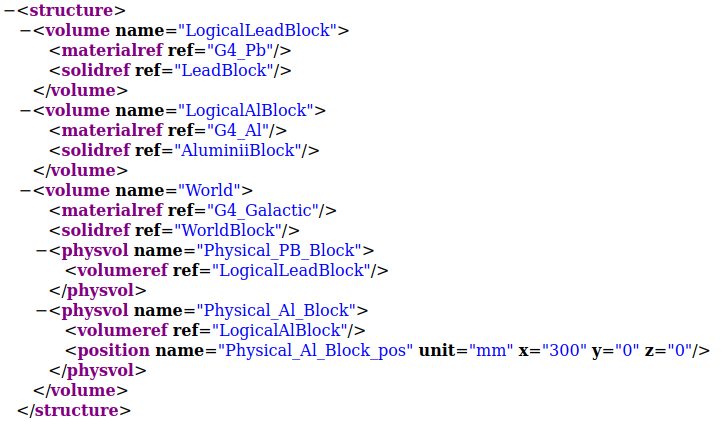 −<structure>
−<volume name="LogicalLeadBlock">
<materialref ref="G4_Pb"/>
<solidref ref="LeadBlock"/>
</volume>
−<volume name="LogicalAlBlock">
<materialref ref="G4_Al"/>
<solidref ref="AluminiiBlock"/>
</volume>
−<volume name="World">
<materialref ref="G4_Galactic"/>
<solidref ref="WorldBlock"/>
−<physvol name="Physical_PB_Block">
<volumeref ref="LogicalLeadBlock"/>
</physvol>
−<physvol name="Physical_Al_Block">
<volumeref ref="LogicalAlBlock"/>
<position name="Physical_Al_Block_pos" unit="mm" x="300" y="0" z="0"/>
</physvol>
</volume>
</structure>